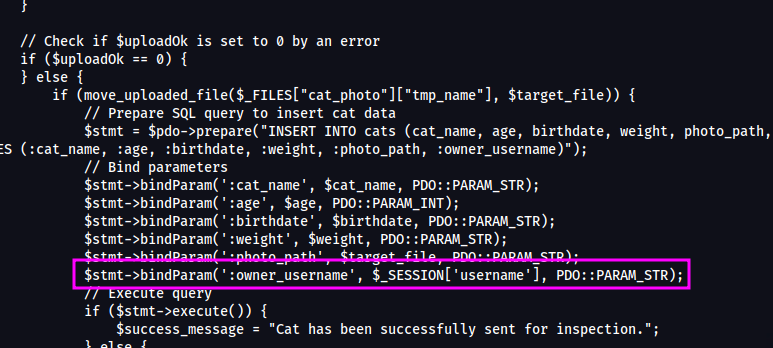 }
// Check if $uploadOk is set to 0 by an error
if ($uploadOk == 0) {
} else {
if (move_uploaded_file($_FILES["cat_photo"]["tmp_name"], $target_file)) {
// Prepare SQL query to insert cat data
$stmt = $pdo->prepare("INSERT INTO cats (cat_name, age, birthdate, weight, photo_path,
ES (:cat_name, :age, :birthdate, :weight, :photo_path, :owner_username)");
// Bind parameters
$stmt->bindParam(':cat_name', $cat_name, PDO::PARAM_STR);
$stmt->bindParam(':age', $age, PDO::PARAM_INT);
$stmt->bindParam(':birthdate', $birthdate, PDO::PARAM_STR);
$stmt->bindParam(':weight', $weight, PDO::PARAM_STR);
$stmt->bindParam(':photo_path', $target_file, PDO::PARAM_STR);
$stmt->bindParam(':owner_username', $_SESSION['username'], PDO::PARAM_STR);
// Execute query
if ($stmt->execute()) {
$success_message = "Cat has been successfully sent for inspection.";
} else {